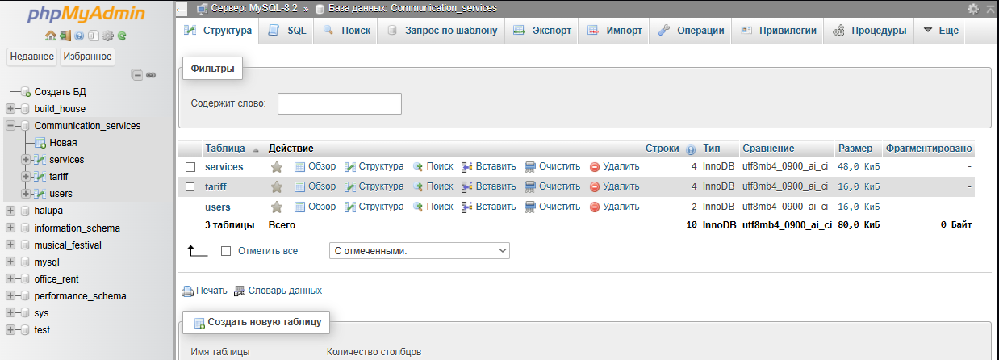 phpMyAdmin
Недавнее Избранное
Создать БД
build_house
Communication_services
Новая
services
tariff
users
halupa
information_schema
musical_festival
mysql
office_rent
performance_schema
sys
test
Сервер: MySQL-8.2 » База данных: Communication_services
Структура SQL Поиск Запрос по шаблону Экспорт Импорт Операции Привилегии Процедуры Ещё
Фильтры
Содержит слово:
Таблица Действие Строки Тип Сравнение Размер Фрагментировано
services Обзор Структура Поиск Вставить Очистить Удалить 4 InnoDB utf8mb4_0900_ai_ci 48,0 КиБ -
tariff Обзор Структура Поиск Вставить Очистить Удалить 4 InnoDB utf8mb4_0900_ai_ci 16,0 КиБ -
users Обзор Структура Поиск Вставить Очистить Удалить 2 InnoDB utf8mb4_0900_ai_ci 16,0 КиБ -
3 таблицы Всего 10 InnoDB utf8mb4_0900_ai_ci 80,0 КиБ 0 Байт
Отметить все С отмеченными:
Печать Словарь данных
Создать новую таблицу
Имя таблицы Количество столбцов